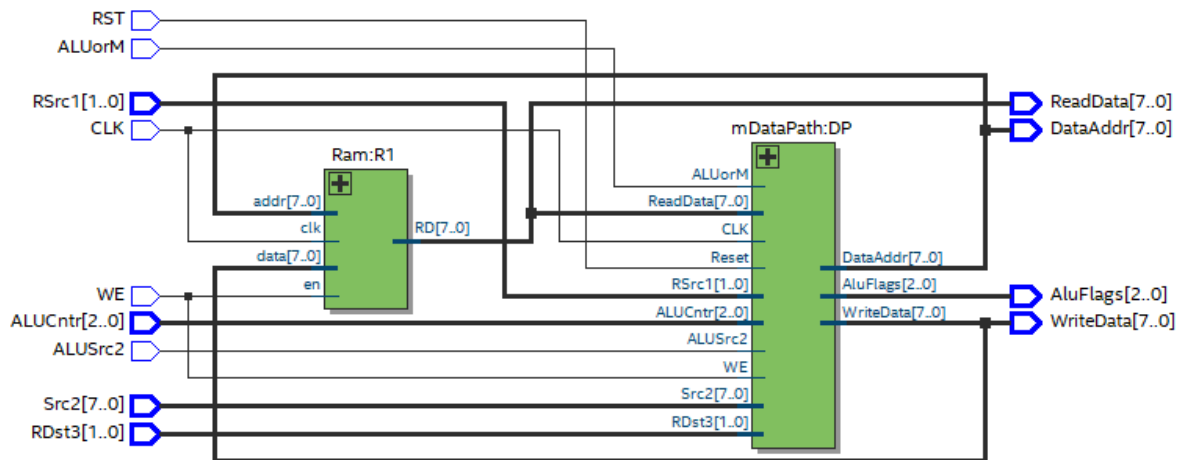 RST
ALUorM
RSrc1[1..0]
CLK
WE
ALUCntr[2..0]
ALUSrc2
Src2[7..0]
RDst3[1..0]
Ram:R1
addr[7..0]
clk
data[7..0]
en
RD[7..0]
mDataPath:DP
ALUorM
ReadData[7..0]
CLK
Reset
RSrc1[1..0]
ALUCntr[2..0]
ALUSrc2
WE
Src2[7..0]
RDst3[1..0]
DataAddr[7..0]
AluFlags[2..0]
WriteData[7..0]
ReadData[7..0]
DataAddr[7..0]
AluFlags[2..0]
WriteData[7..0]